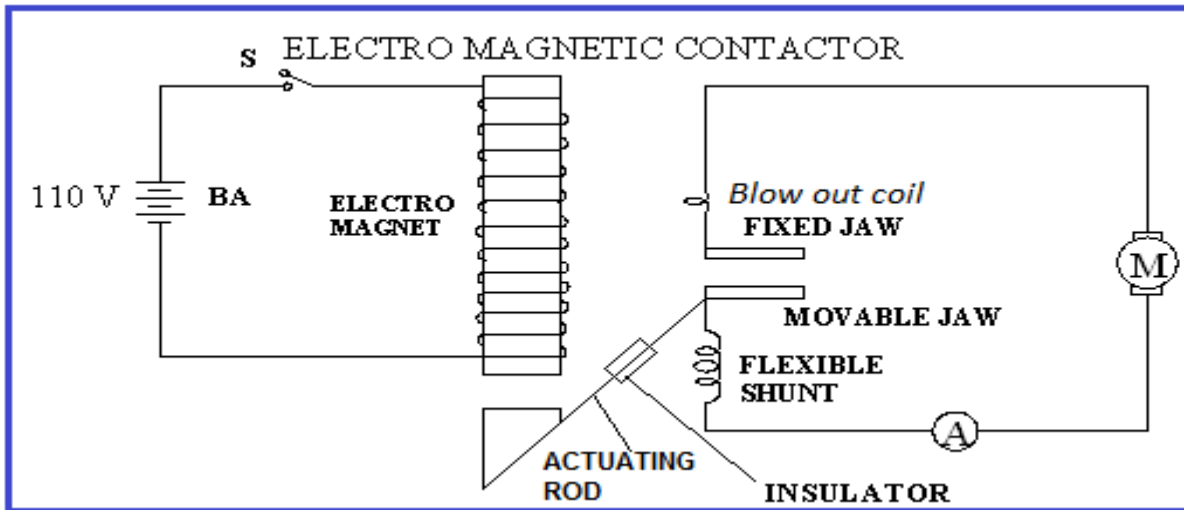 ELECTRO MAGNETIC CONTACTOR
S
110 V
BA
ELECTRO
MAGNET
Blow out coil
FIXED JAW
M
MOVABLE JAW
FLEXIBLE
SHUNT
A
ACTUATING
ROD
INSULATOR